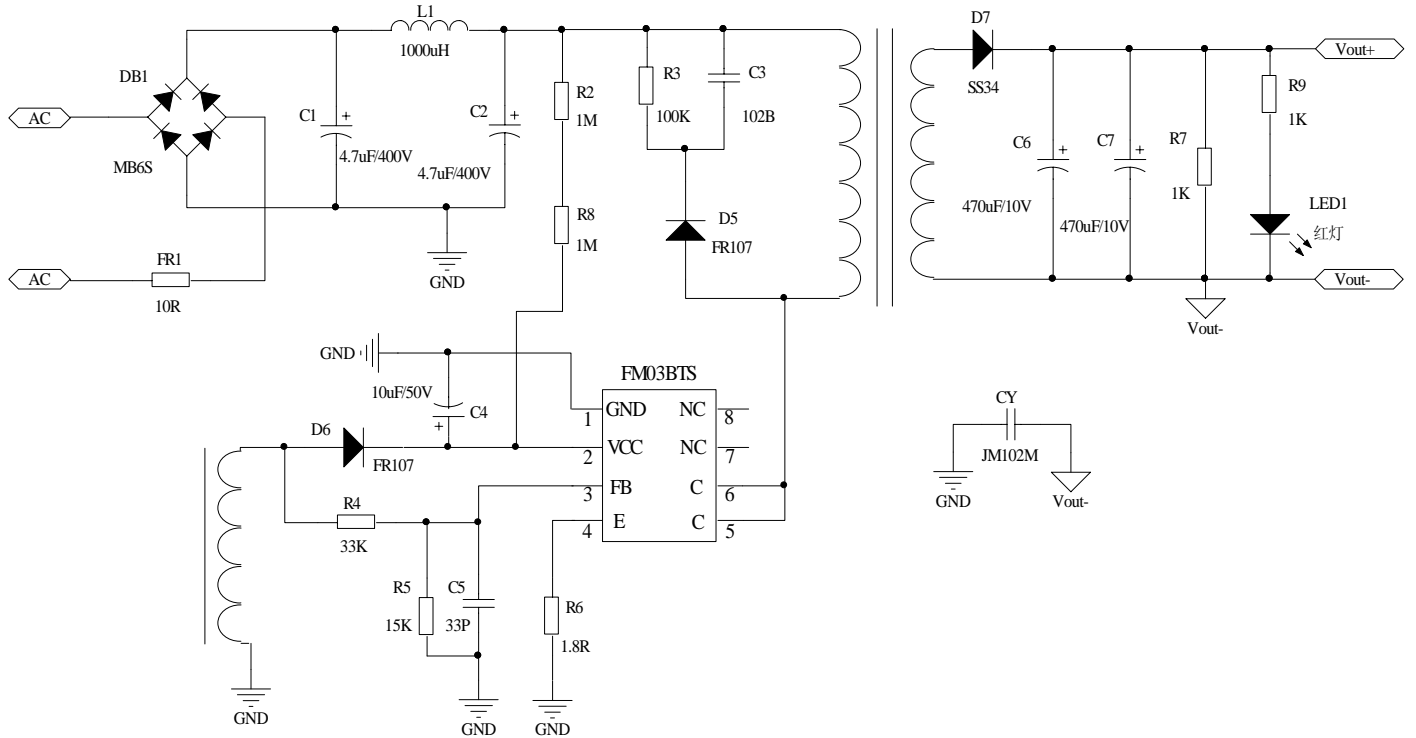 L1
1000uH
DB1
MB6S
AC
C1
4.7uF/400V
C2
4.7uF/400V
GND
AC
FR1
10R
R2
1M
R8
1M
R3
100K
C3
102B
D5
FR107
D7
SS34
C6
470uF/10V
C7
470uF/10V
R7
1K
R9
1K
LED1
红灯
Vout+
Vout-
Vout-
GND
10uF/50V
C4
FM03BTS
1
GND
NC
8
2
VCC
NC
7
3
FB
C
6
4
E
C
5
D6
FR107
R4
33K
R5
15K
C5
33P
R6
1.8R
GND
GND
GND
CY
JM102M
GND
Vout-